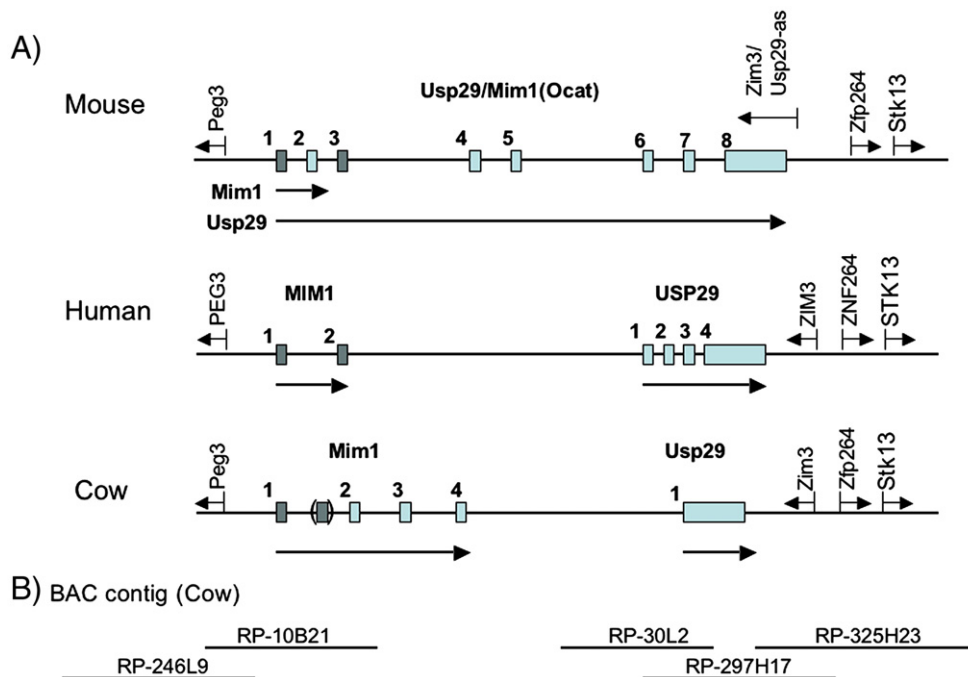 A)
Mouse
Peg3
Usp29/Mim1(Ocat)
Zim3/
Usp29-as
Zfp264
Stk13
1 2 3 4 5 6 7 8
Mim1
Usp29
Human
PEG3
MIM1
USP29
ZIM3
ZNF264
STK13
1 2 1 2 3 4
Cow
Peg3
Mim1
Usp29
Zim3
Zfp264
Stk13
1 ( ) 2 3 4 1
B) BAC contig (Cow)
RP-10B21 RP-30L2 RP-325H23
RP-246L9 RP-297H17